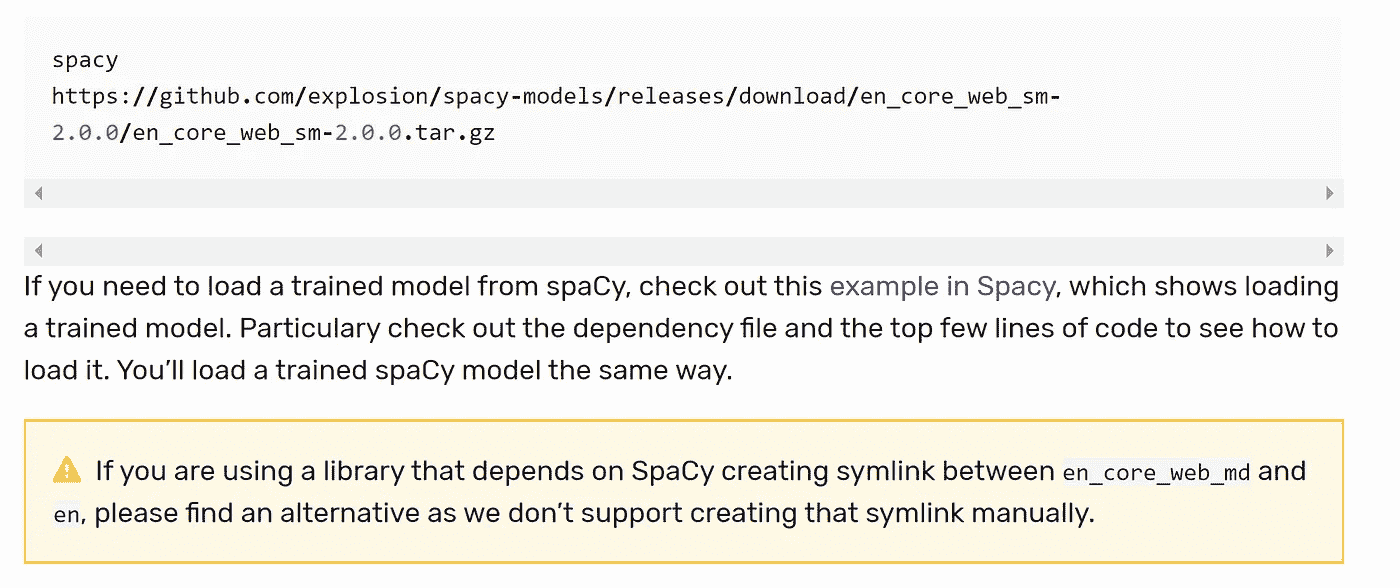 spacy
https://github.com/explosion/spacy-models/releases/download/en_core_web_sm-
2.0.0/en_core_web_sm-2.0.0.tar.gz
If you need to load a trained model from spaCy, check out this example in Spacy, which shows loading
a trained model. Particulary check out the dependency file and the top few lines of code to see how to
load it. You’ll load a trained spaCy model the same way.
If you are using a library that depends on SpaCy creating symlink between en_core_web_md and
en, please find an alternative as we don’t support creating that symlink manually.